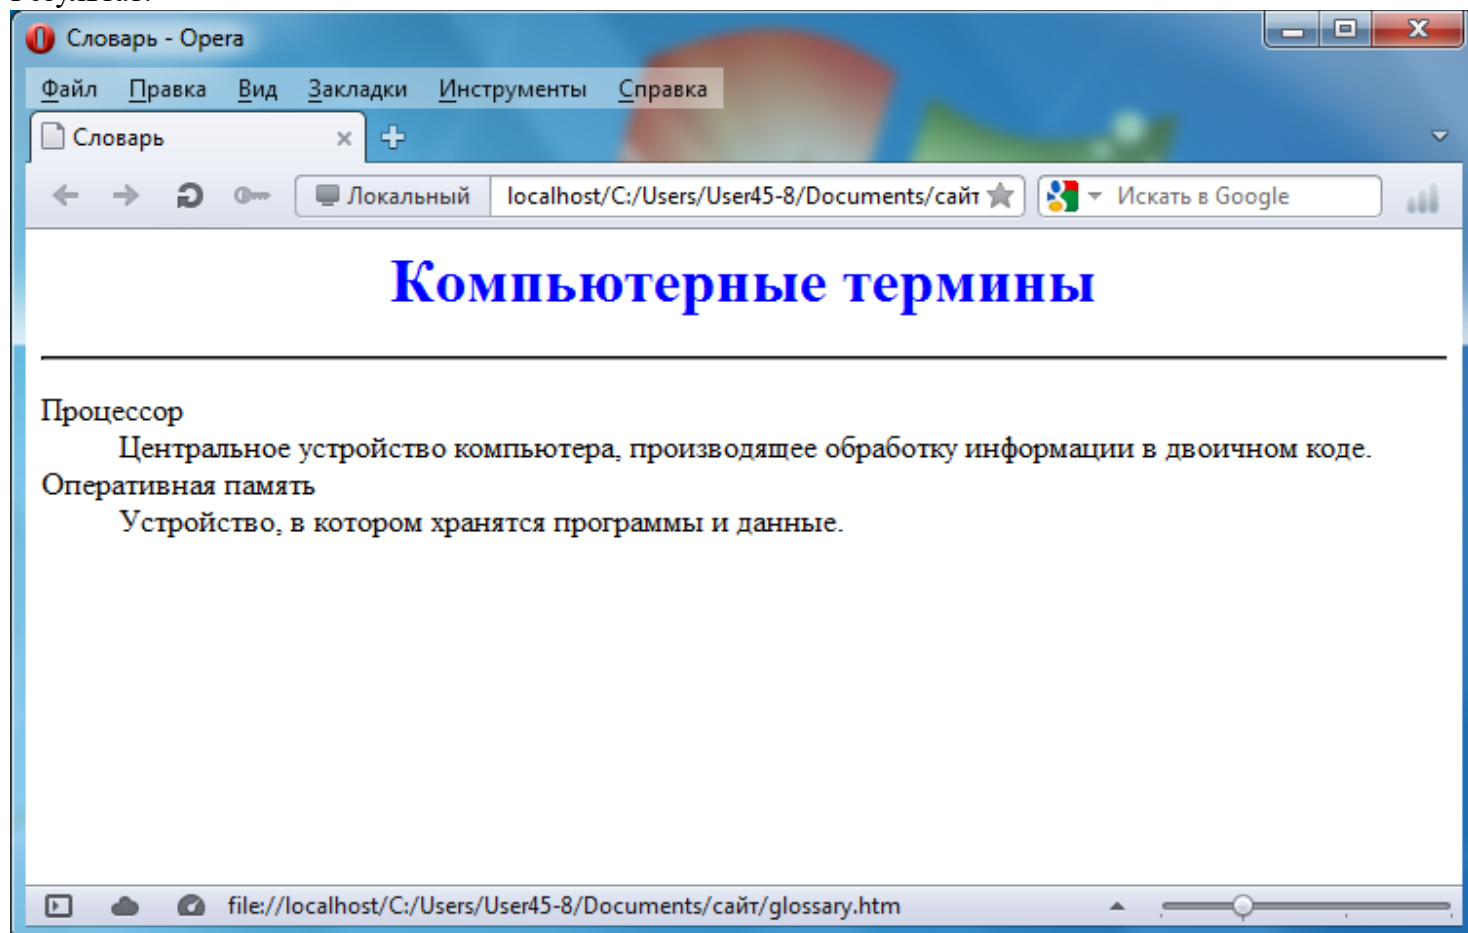 Словарь - Opera
Файл Правка Вид Закладки Инструменты Справка
Словарь
Локальный localhost/C:/Users/User45-8/Documents/сайт Искать в Google
Компьютерные термины
Процессор
Центральное устройство компьютера, производящее обработку информации в двоичном коде.
Оперативная память
Устройство, в котором хранятся программы и данные.
file://localhost/C:/Users/User45-8/Documents/сайт/glossary.htm